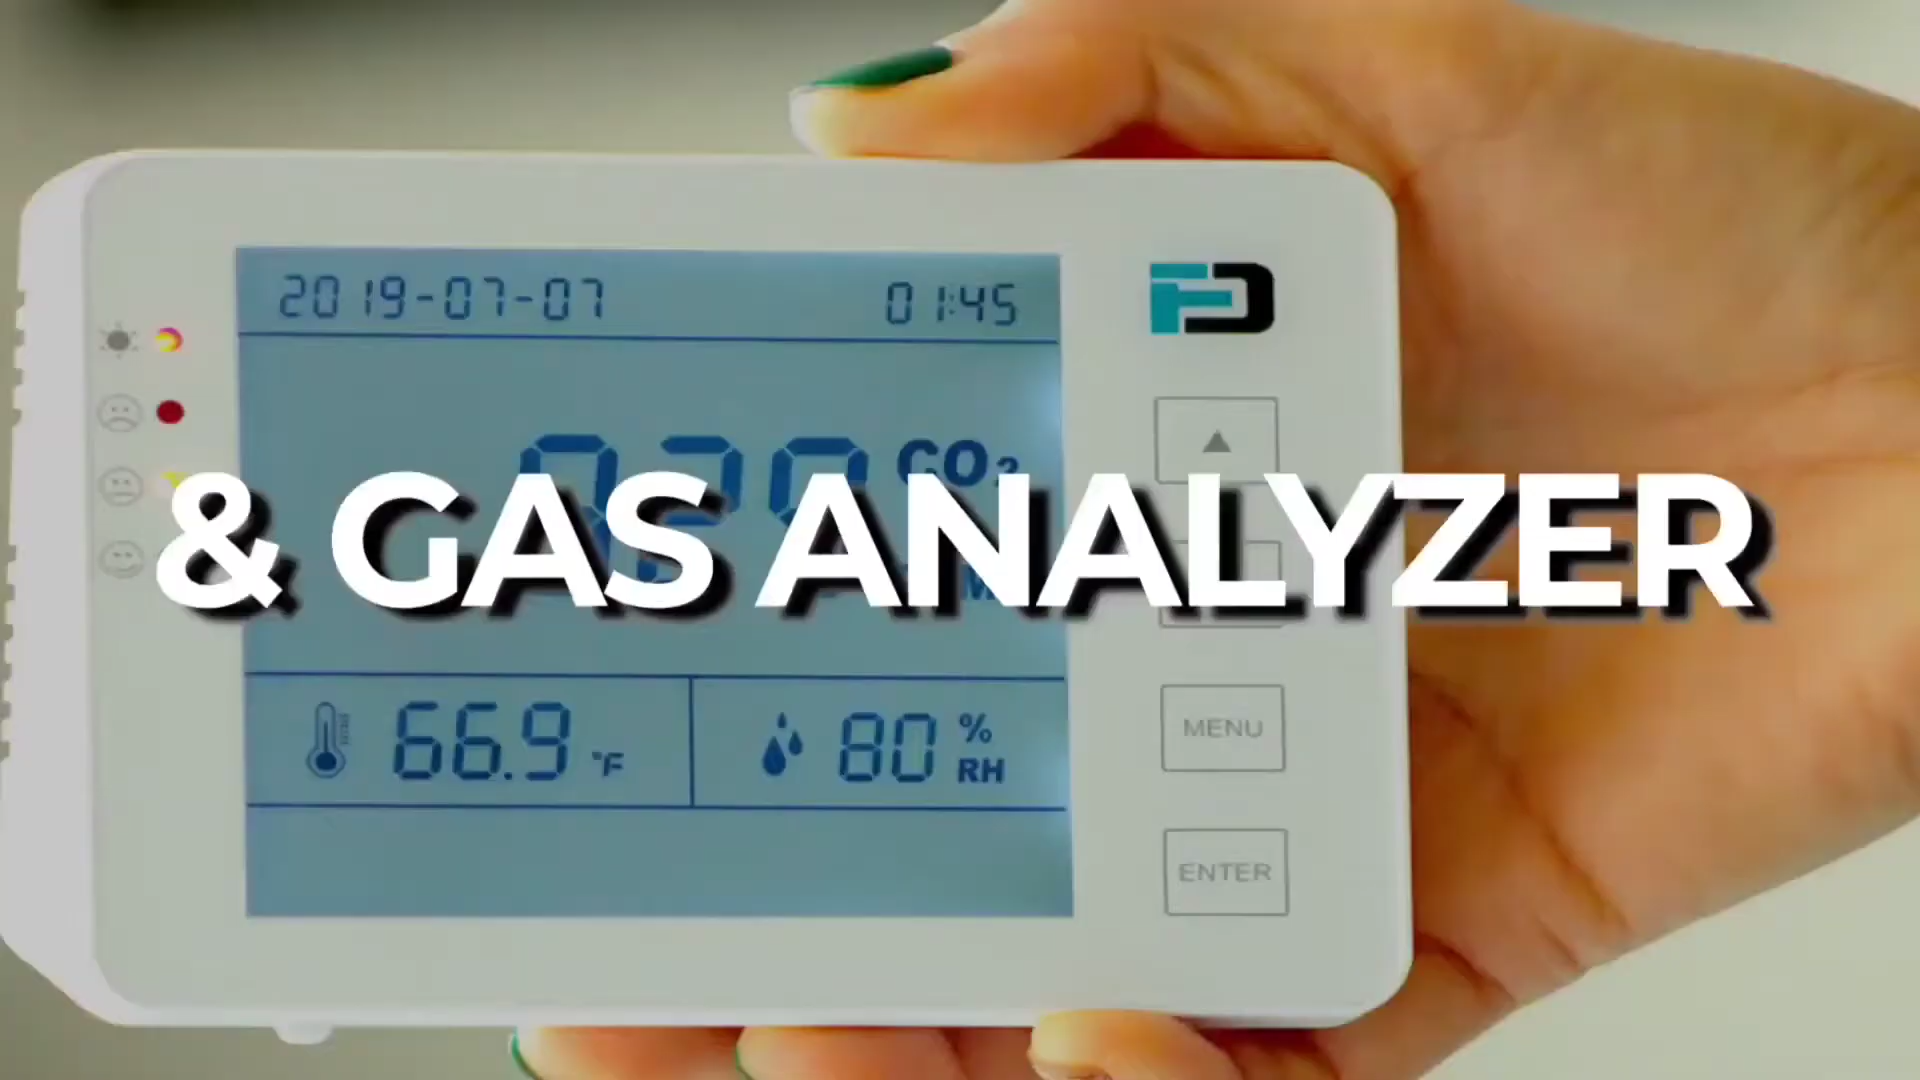 2019-07-07 01:45
CO₂
& GAS ANALYZER
66.9 °F
80 % RH
MENU
ENTER